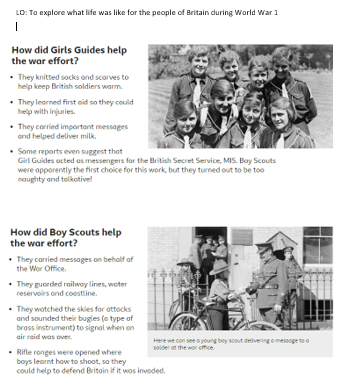 LO: To explore what life was like for the people of Britain during World War 1
How did Girls Guides help
the war effort?
• They knitted socks and scarves to
help keep British soldiers warm.
• They learned first aid so they could
help with injuries.
• They carried important messages
and helped deliver milk.
• Some reports even suggest that
Girl Guides acted as messengers for the British Secret Service, MI5. Boy Scouts
were apparently the first choice for this work, but they turned out to be too
naughty and talkative!
How did Boy Scouts help
the war effort?
• They carried messages on behalf of
the War Office.
• They guarded railway lines, water
reservoirs and coastline.
• They watched the skies for attacks
and sounded their bugles (a type of
brass instrument) to signal when an
air raid was over.
• Rifle ranges were opened where
boys learnt how to shoot, so they
could help to defend Britain if it was invaded.
Here we can see a young boy scout delivering a message to a
soldier at the war office.